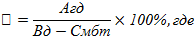 ▯ = Агд / (Вд − Смбт) × 100%, где